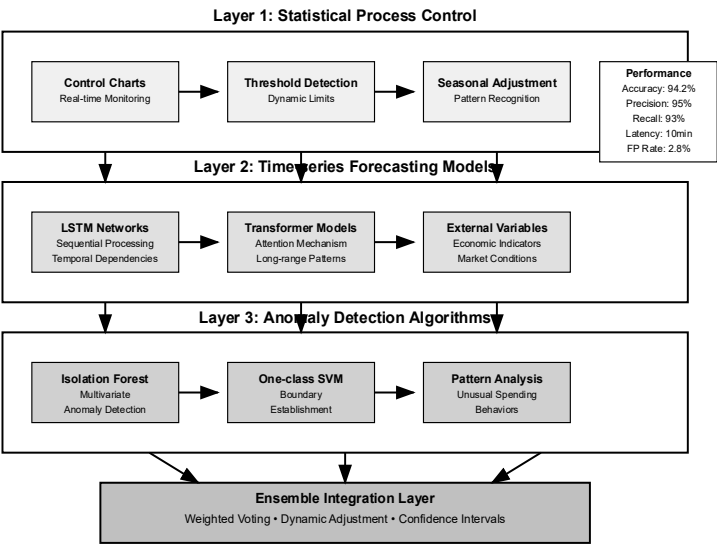 Layer 1: Statistical Process Control
Control Charts
Real-time Monitoring
Threshold Detection
Dynamic Limits
Seasonal Adjustment
Pattern Recognition
Performance
Accuracy: 94.2%
Precision: 95%
Recall: 93%
Latency: 10min
FP Rate: 2.8%
Layer 2: Time-series Forecasting Models
LSTM Networks
Sequential Processing
Temporal Dependencies
Transformer Models
Attention Mechanism
Long-range Patterns
External Variables
Economic Indicators
Market Conditions
Layer 3: Anomaly Detection Algorithms
Isolation Forest
Multivariate
Anomaly Detection
One-class SVM
Boundary
Establishment
Pattern Analysis
Unusual Spending
Behaviors
Ensemble Integration Layer
Weighted Voting • Dynamic Adjustment • Confidence Intervals